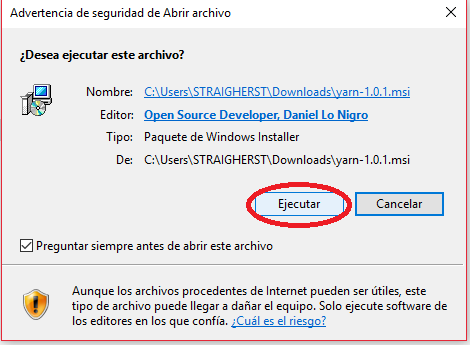 Advertencia de seguridad de Abrir archivo
¿Desea ejecutar este archivo?
Nombre: C:\Users\STRAIGHERST\Downloads\yarn-1.0.1.msi
Editor: Open Source Developer, Daniel Lo Nigro
Tipo: Paquete de Windows Installer
De: C:\Users\STRAIGHERST\Downloads\yarn-1.0.1.msi
Ejecutar Cancelar
Preguntar siempre antes de abrir este archivo
Aunque los archivos procedentes de Internet pueden ser útiles, este
tipo de archivo puede llegar a dañar el equipo. Solo ejecute software de
los editores en los que confía. ¿Cuál es el riesgo?